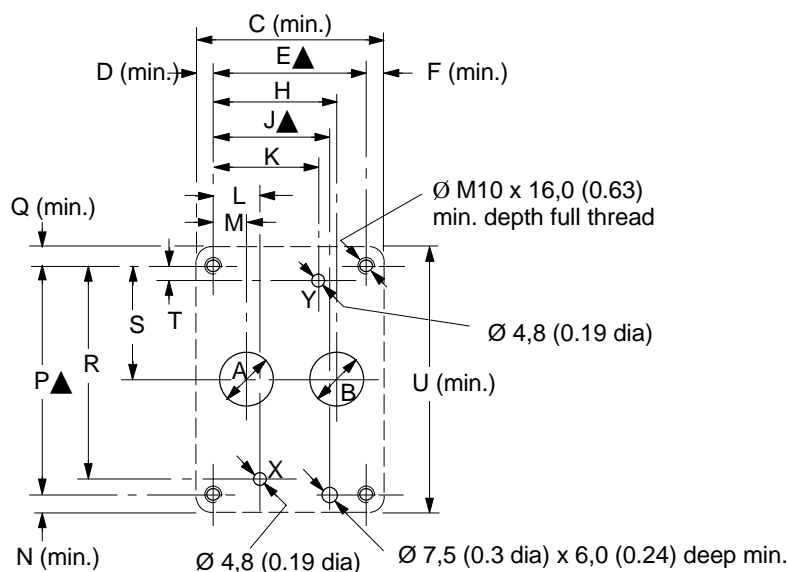 C (min.)
E▲
D (min.)
F (min.)
H
J▲
K
L
M
Q (min.)
Ø M10 x 16,0 (0.63)
min. depth full thread
Y
T
S
R
P▲
Ø 4,8 (0.19 dia)
A
B
U (min.)
X
N (min.)
Ø 4,8 (0.19 dia)
Ø 7,5 (0.3 dia) x 6,0 (0.24) deep min.